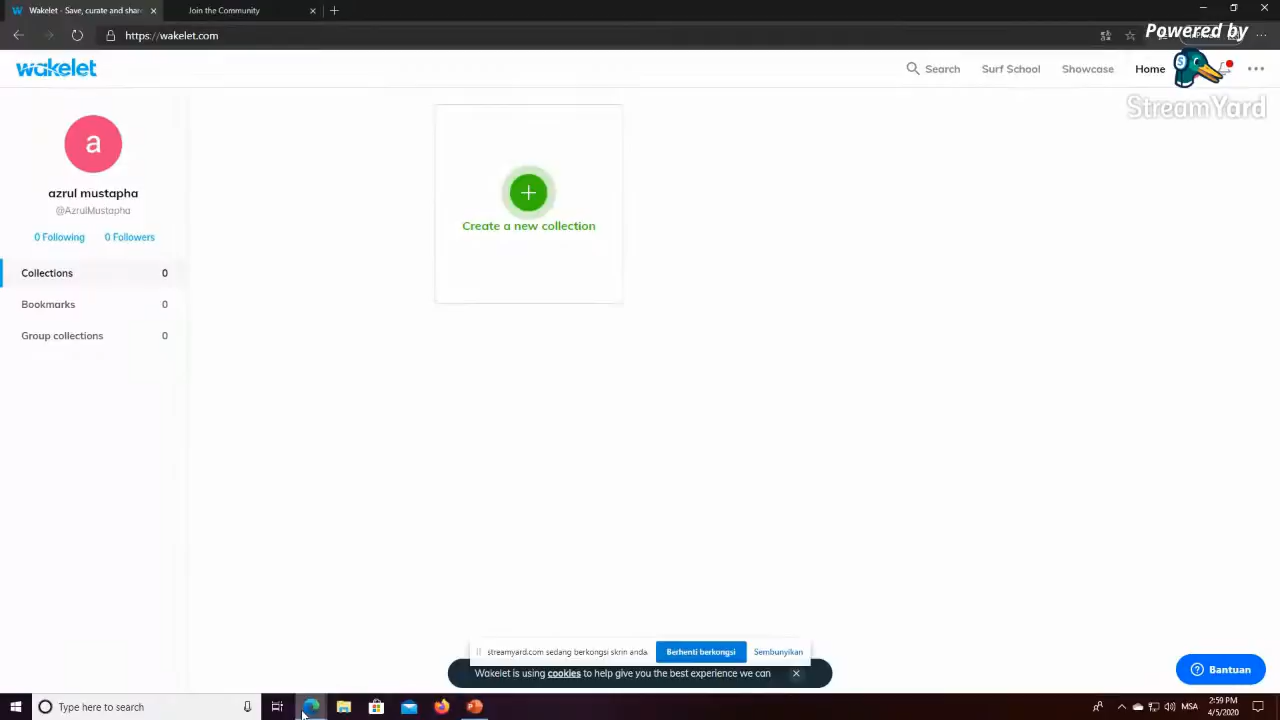 Wakelet - Save, curate and share
Join the Community
https://wakelet.com
Powered by
wakelet
Search
Surf School
Showcase
Home
StreamYard
a
azrul mustapha
@AzrulMustapha
0 Following
0 Followers
Create a new collection
Collections 0
Bookmarks 0
Group collections 0
streamyard.com sedang berkongsi skrin anda.
Berhenti berkongsi
Sembunyikan
Wakelet is using cookies to help give you the best experience we can
Bantuan
Type here to search
MSA
2:59 PM
4/5/2020